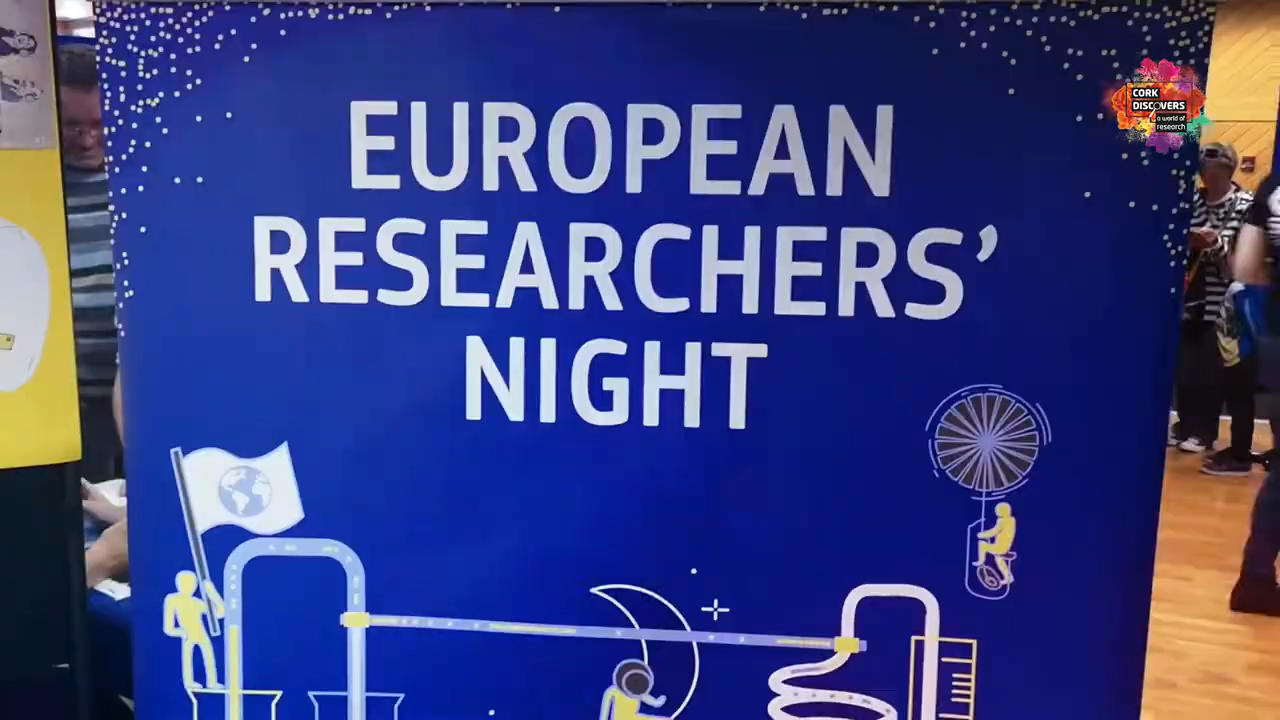 EUROPEAN
RESEARCHERS’
NIGHT
CORK
DISCOVERS
a world of
research